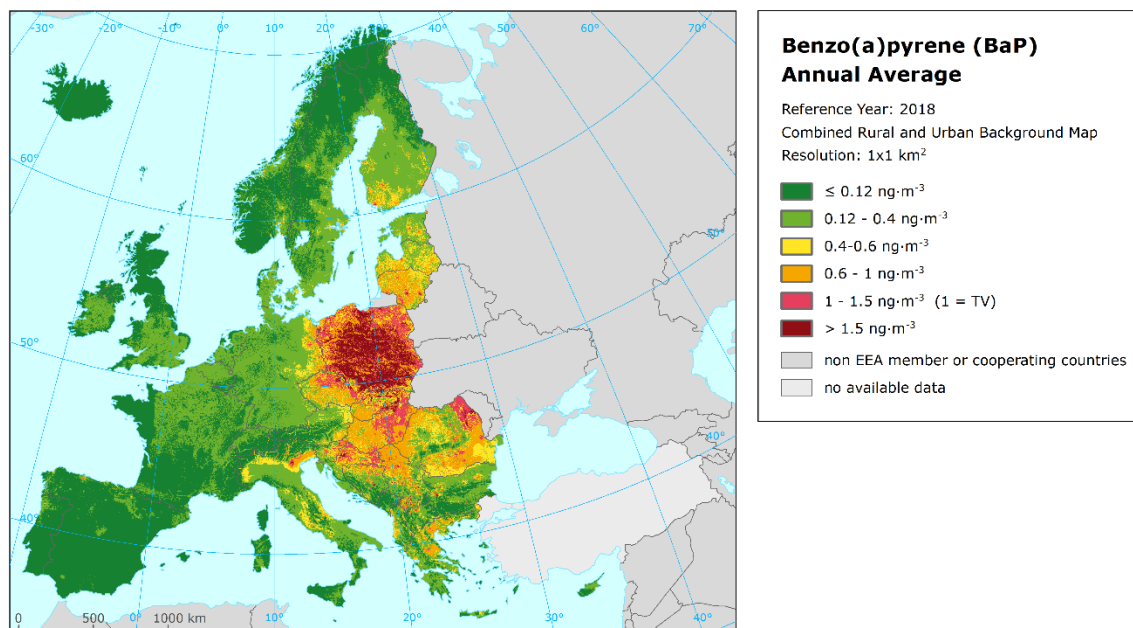 -30° -20° -10° 0° 10° 20° 30° 40° 50° 60° 70°
60°
60°
50°
50°
40°
40°
0 500 0° 1000 km 10° 20° 30° 40°
Benzo(a)pyrene (BaP)
Annual Average
Reference Year: 2018
Combined Rural and Urban Background Map
Resolution: 1x1 km²
≤ 0.12 ng·m⁻³
0.12 - 0.4 ng·m⁻³
0.4-0.6 ng·m⁻³
0.6 - 1 ng·m⁻³
1 - 1.5 ng·m⁻³ (1 = TV)
> 1.5 ng·m⁻³
non EEA member or cooperating countries
no available data